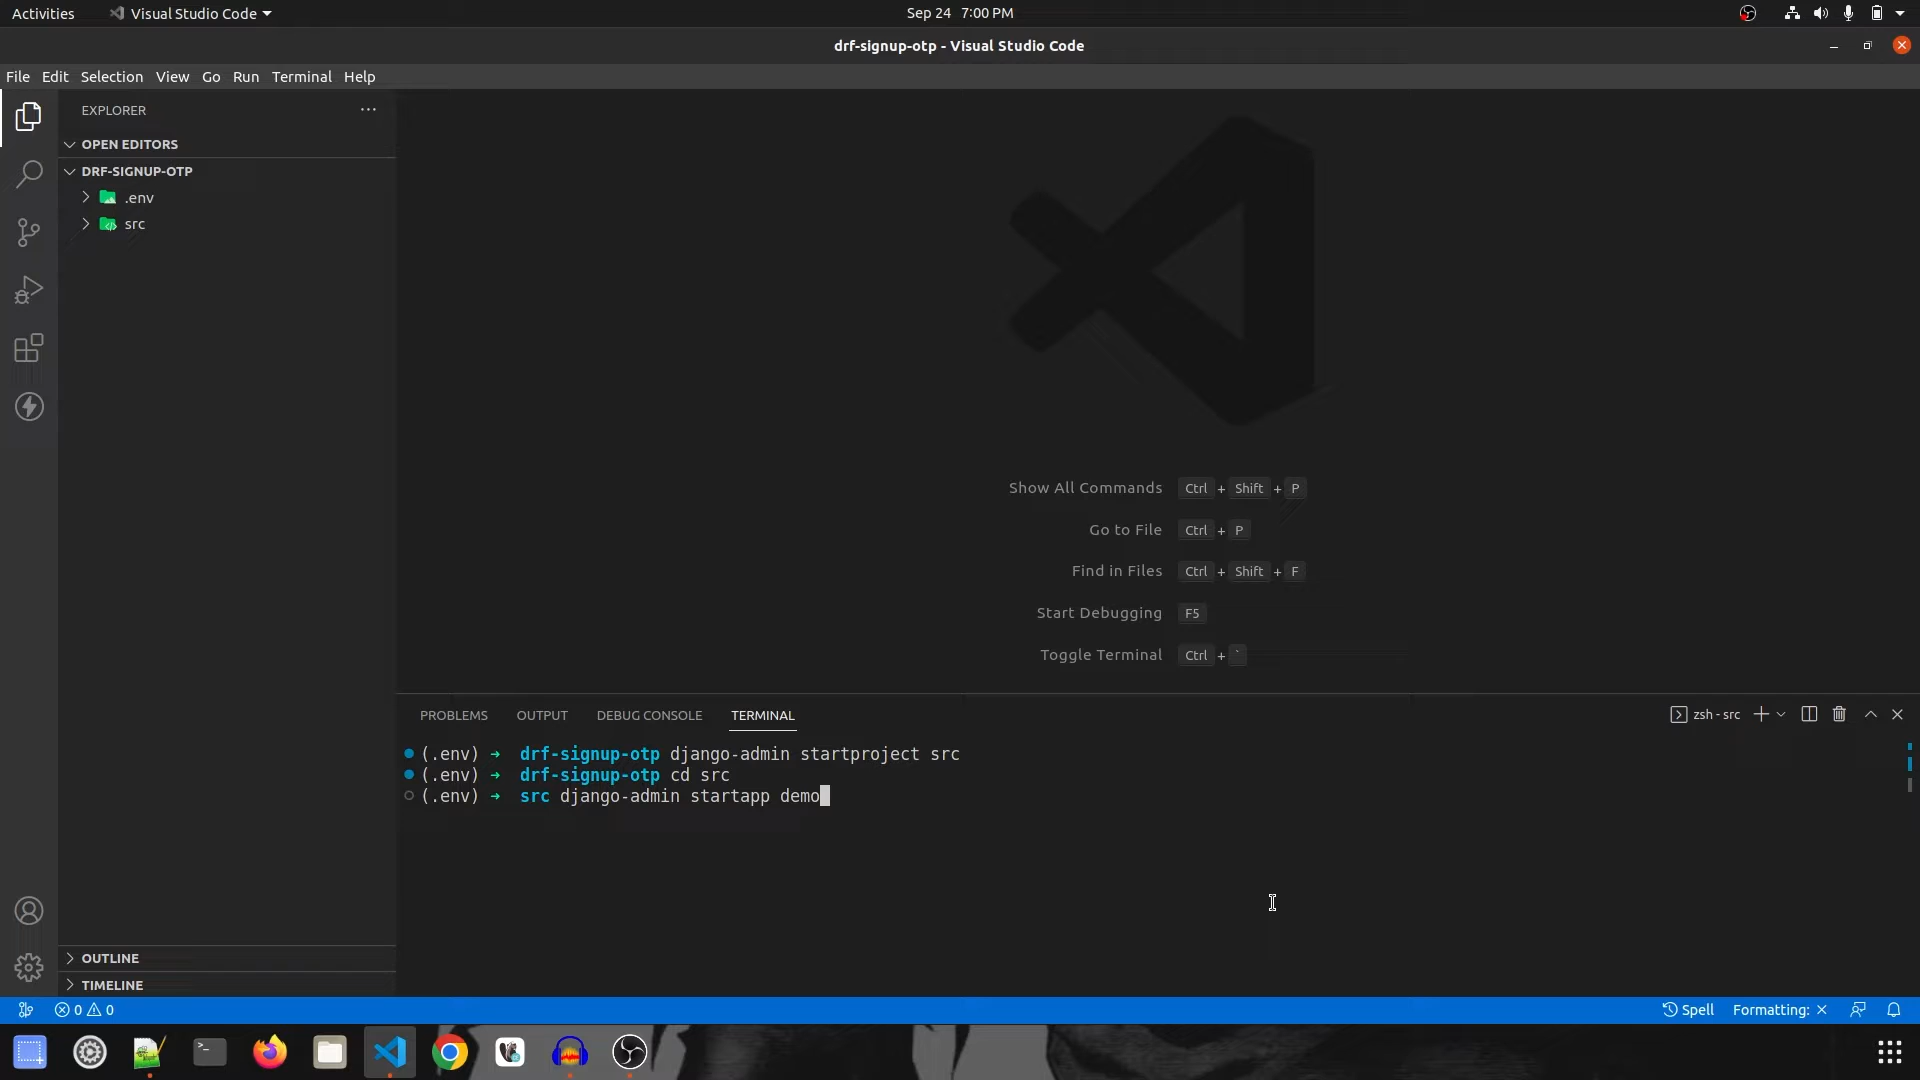 Activities
Visual Studio Code
Sep 24 7:00 PM
drf-signup-otp - Visual Studio Code
File Edit Selection View Go Run Terminal Help
EXPLORER
OPEN EDITORS
DRF-SIGNUP-OTP
.env
src
Show All Commands Ctrl + Shift + P
Go to File Ctrl + P
Find in Files Ctrl + Shift + F
Start Debugging F5
Toggle Terminal Ctrl + `
PROBLEMS OUTPUT DEBUG CONSOLE TERMINAL
zsh - src
(.env) ➜ drf-signup-otp django-admin startproject src
(.env) ➜ drf-signup-otp cd src
(.env) ➜ src django-admin startapp demo
OUTLINE
TIMELINE
0 0
Spell
Formatting: ×